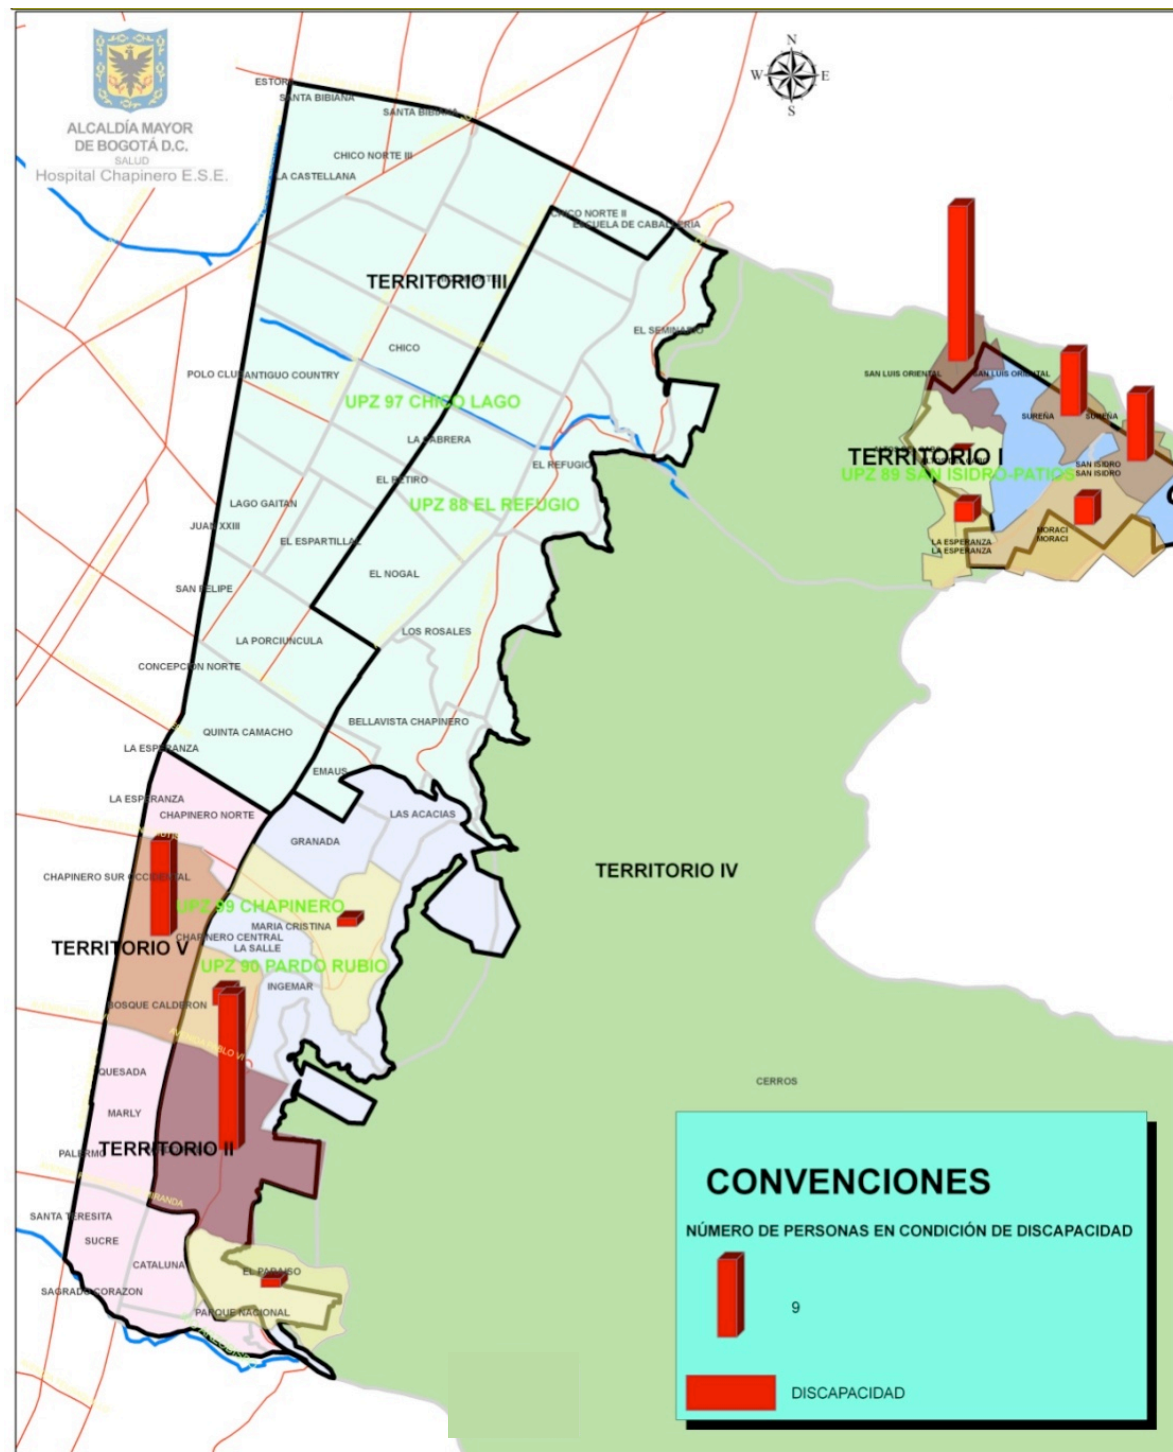 N
W
E
S
ALCALDÍA MAYOR
DE BOGOTÁ D.C.
SALUD
Hospital Chapinero E.S.E.
SANTA BIBIANA
SANTA BIBIANA
CHICO NORTE III
LA CASTELLANA
CHICO NORTE II
ESCUELA DE CABALLERIA
TERRITORIO III
EL SEMINARIO
CHICO
POLO CLUB
ANTIGUO COUNTRY
SAN LUIS ORIENTAL
SAN LUIS ORIENTAL
UPZ 97 CHICO LAGO
SUREÑA
SUREÑA
LA CABRERA
TERRITORIO I
EL REFUGIO
SAN ISIDRO
SAN ISIDRO
UPZ 89 SAN ISIDRO-PATIOS
EL RETIRO
LAGO GAITAN
UPZ 88 EL REFUGIO
JUAN XXIII
MORACI
MORACI
EL ESPARTILLAL
LA ESPERANZA
LA ESPERANZA
EL NOGAL
SAN FELIPE
LOS ROSALES
LA PORCIUNCULA
CONCEPCION NORTE
BELLAVISTA CHAPINERO
QUINTA CAMACHO
LA ESPERANZA
EMAUS
LA ESPERANZA
CHAPINERO NORTE
LAS ACACIAS
GRANADA
TERRITORIO IV
CHAPINERO SUR OCCIDENTAL
UPZ 99 CHAPINERO
MARIA CRISTINA
CHAPINERO CENTRAL
LA SALLE
TERRITORIO V
UPZ 90 PARDO RUBIO
INGEMAR
BOSQUE CALDERON
AVENIDA PABLO VI
QUESADA
CERROS
MARLY
PALERMO
TERRITORIO II
SANTA TERESITA
SUCRE
CATALUNA
EL PARAISO
SAGRADO CORAZON
PARQUE NACIONAL
CONVENCIONES
NÚMERO DE PERSONAS EN CONDICIÓN DE DISCAPACIDAD
9
DISCAPACIDAD